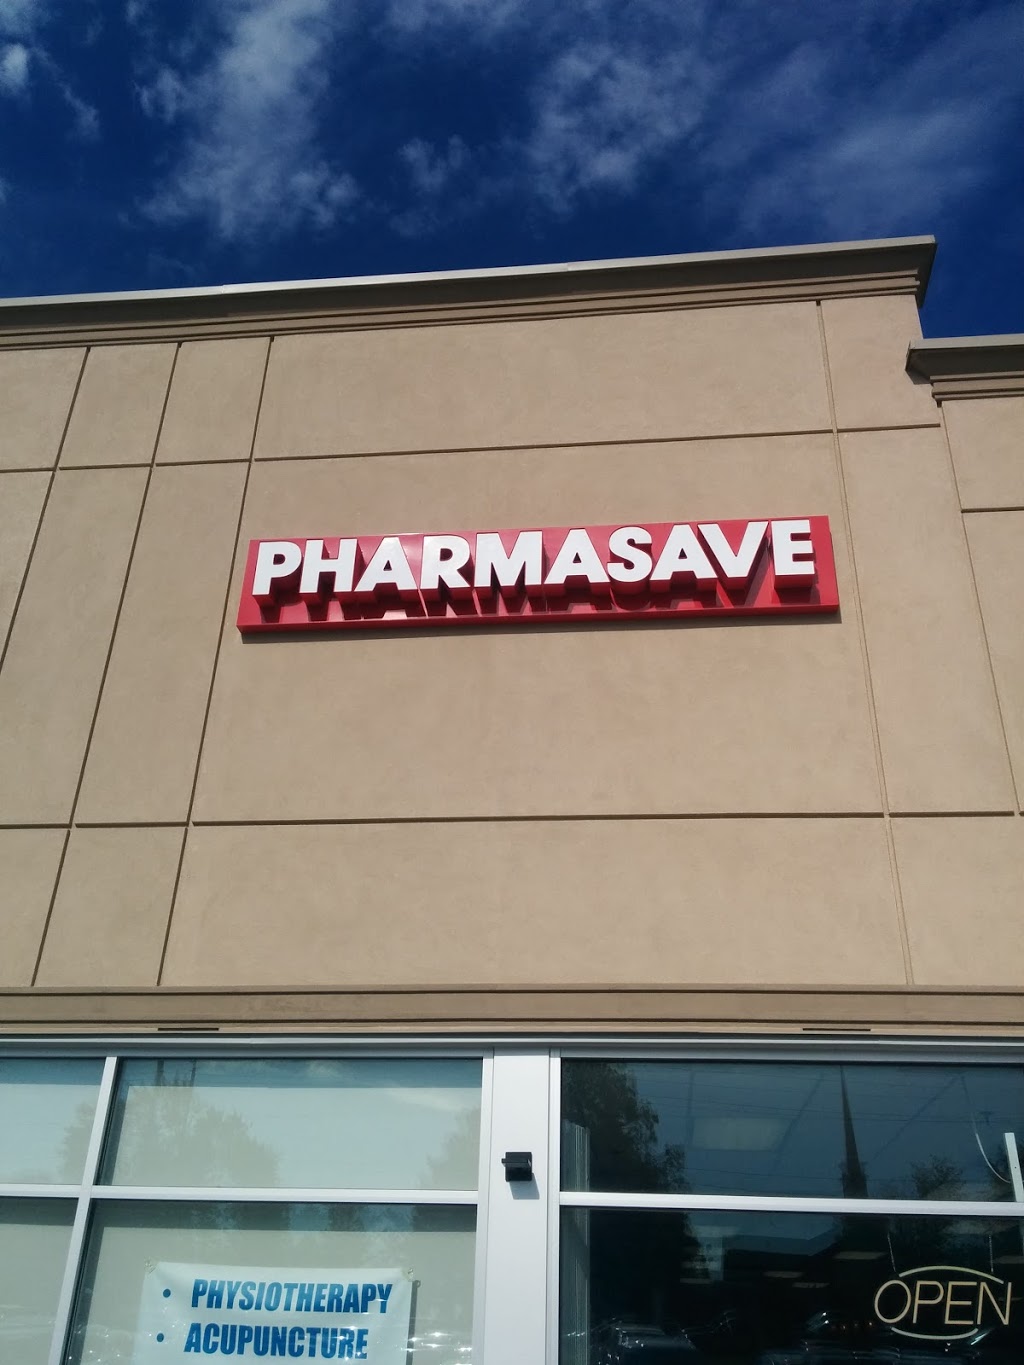 PHARMASAVE
• PHYSIOTHERAPY
• ACUPUNCTURE
OPEN